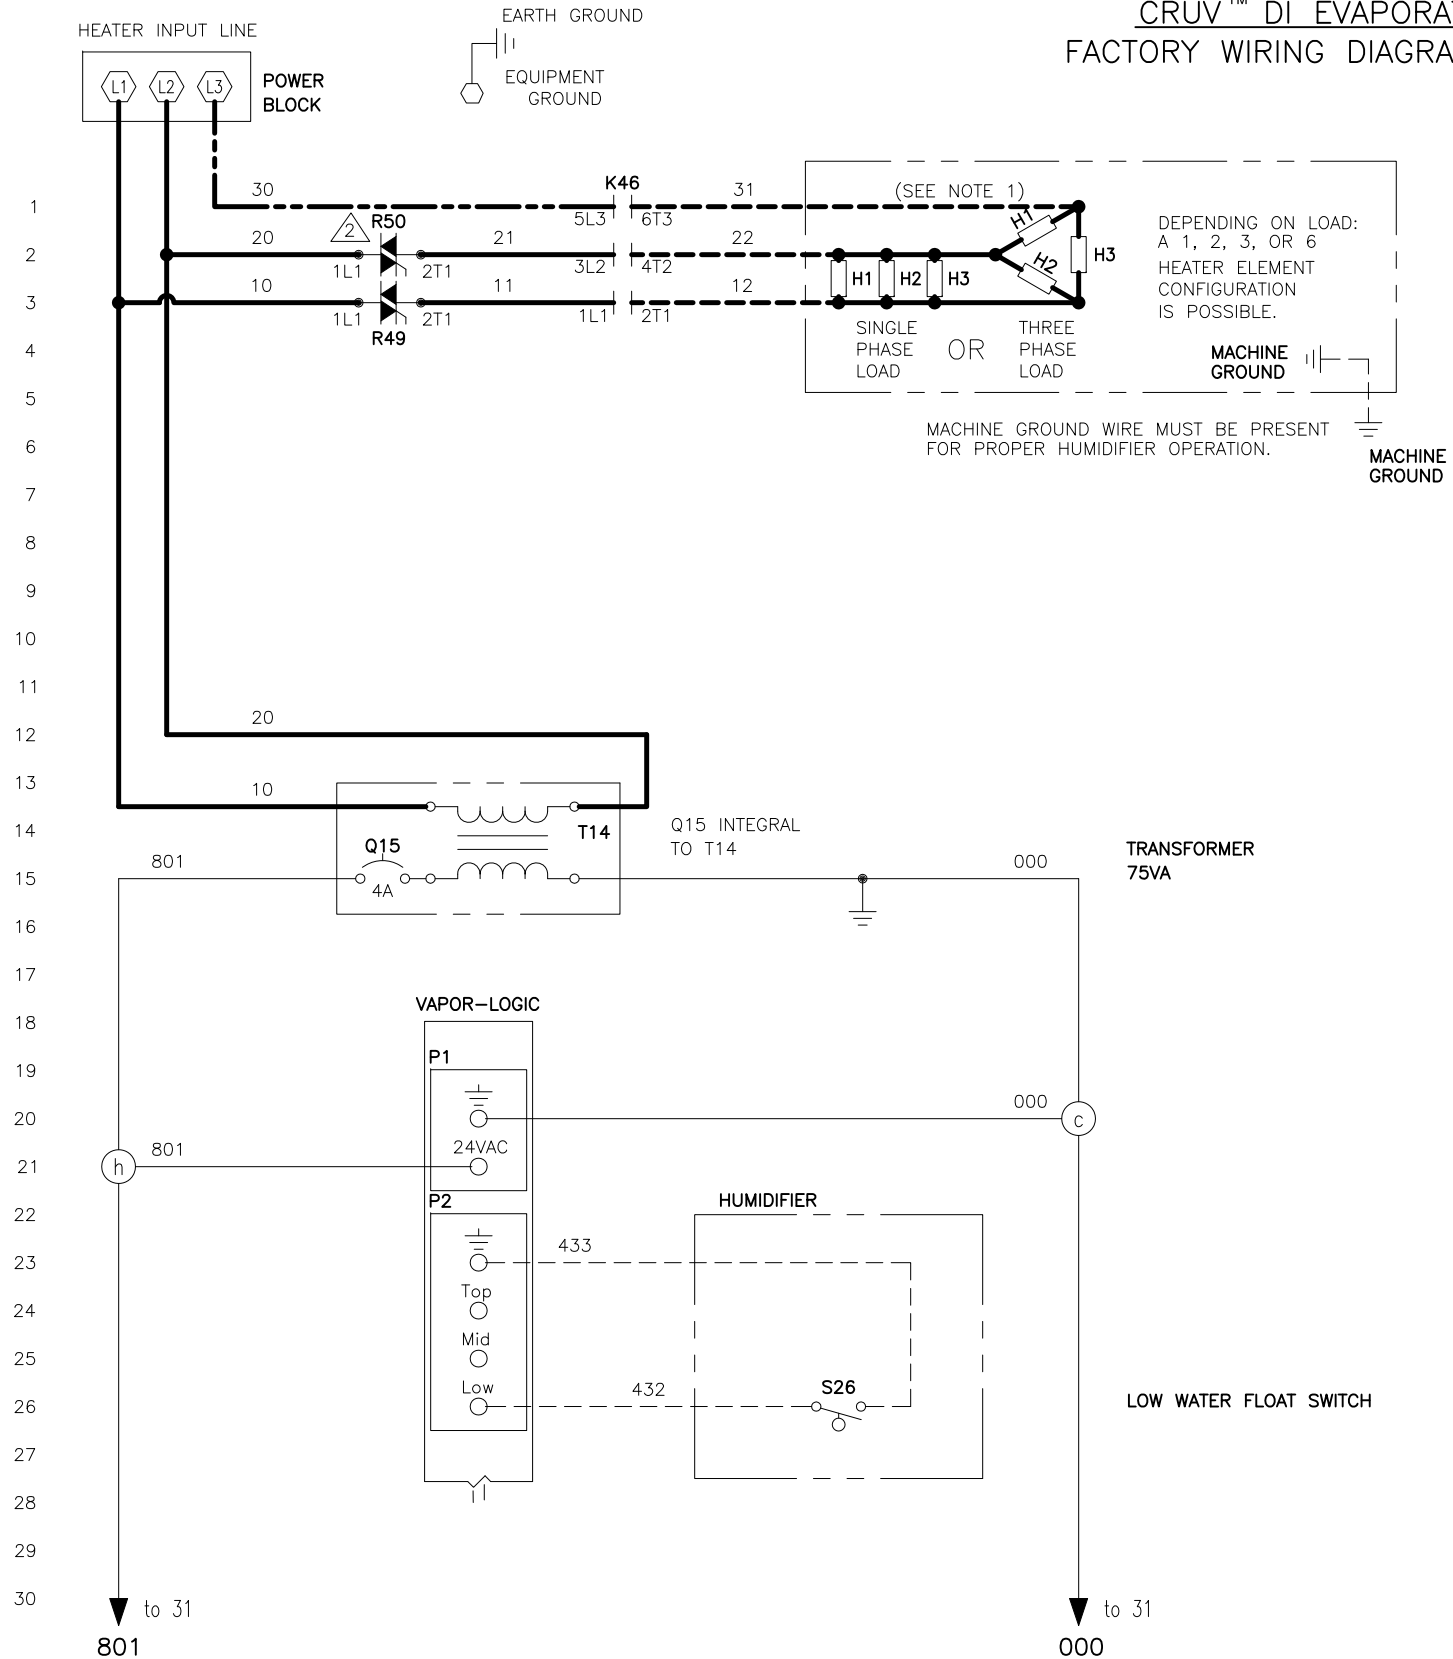 CRUV™ DI EVAPORAT
FACTORY WIRING DIAGRA
EARTH GROUND
HEATER INPUT LINE
EQUIPMENT
GROUND
L1 L2 L3
POWER
BLOCK
30
K46
31
(SEE NOTE 1)
1
5L3 6T3
2
R50
20
21
22
H1
DEPENDING ON LOAD:
A 1, 2, 3, OR 6
HEATER ELEMENT
CONFIGURATION
IS POSSIBLE.
2
1L1 2T1
3L2 4T2
H2
H3
10
11
12
H1 H2 H3
3
1L1 2T1
1L1 2T1
R49
SINGLE
PHASE
LOAD
OR
THREE
PHASE
LOAD
4
MACHINE
GROUND
5
MACHINE GROUND WIRE MUST BE PRESENT
FOR PROPER HUMIDIFIER OPERATION.
6
MACHINE
GROUND
7
8
9
10
11
20
12
13
10
14
T14
Q15 INTEGRAL
TO T14
Q15
4A
801
000
TRANSFORMER
75VA
15
16
17
VAPOR-LOGIC
18
P1
19
000
20
c
24VAC
801
21
h
P2
22
HUMIDIFIER
433
23
Top
24
Mid
25
Low
432
S26
26
LOW WATER FLOAT SWITCH
27
28
29
30
to 31
to 31
801
000